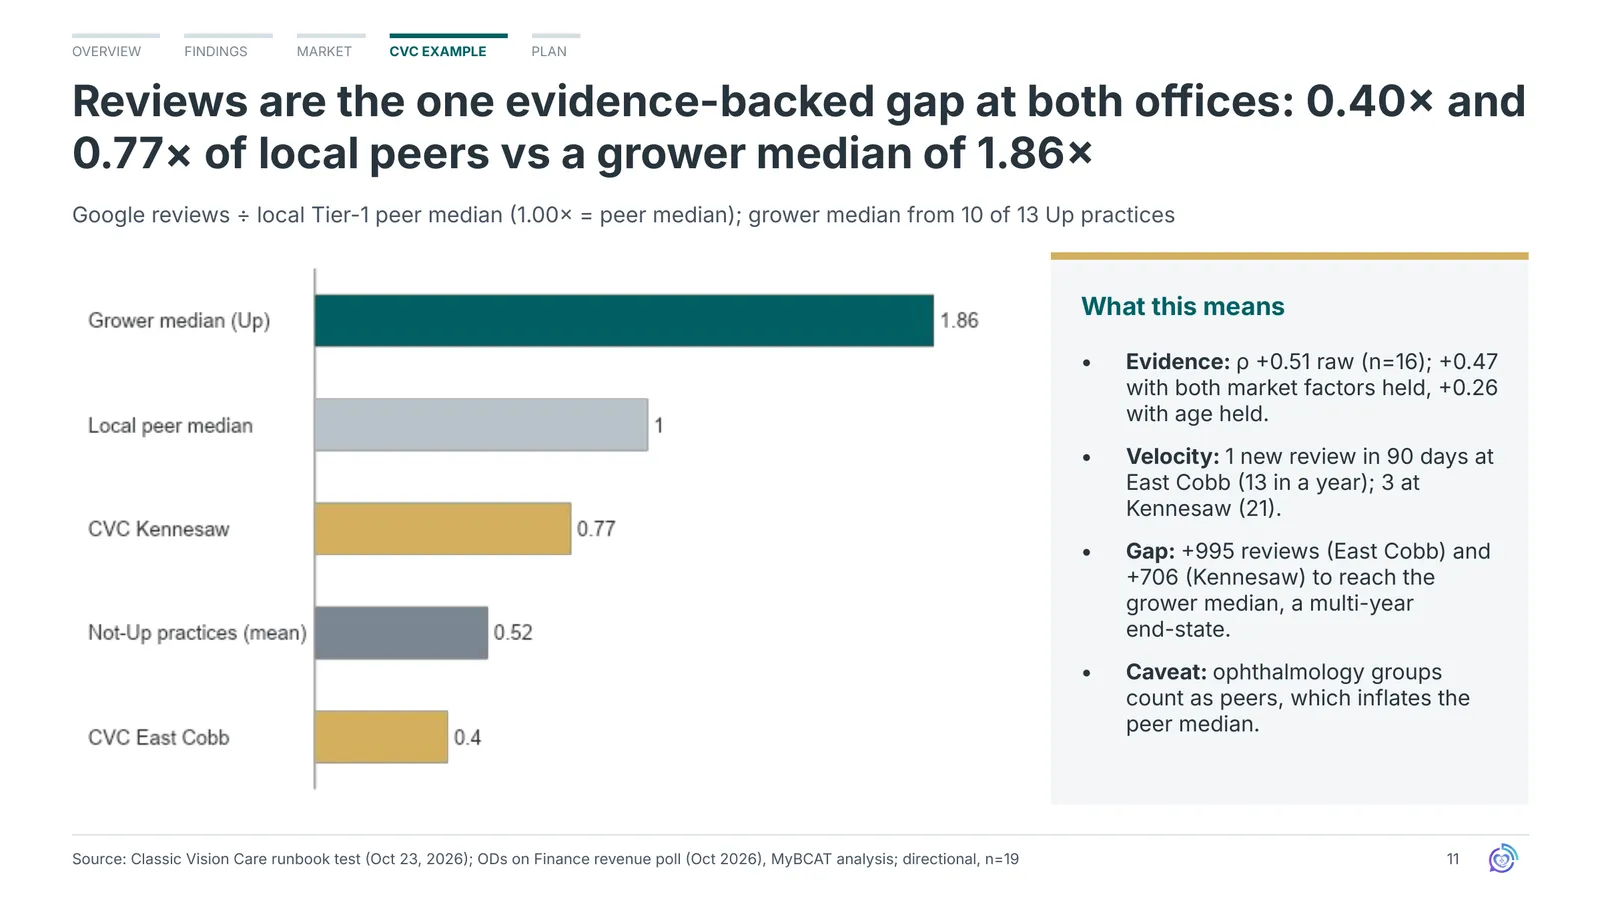 OVERVIEW
FINDINGS
MARKET
CVC EXAMPLE
PLAN
Reviews are the one evidence-backed gap at both offices: 0.40× and
0.77× of local peers vs a grower median of 1.86×
Google reviews ÷ local Tier-1 peer median (1.00× = peer median); grower median from 10 of 13 Up practices
Grower median (Up)
1.86
Local peer median
1
CVC Kennesaw
0.77
Not-Up practices (mean)
0.52
CVC East Cobb
0.4
What this means
• Evidence: ρ +0.51 raw (n=16); +0.47
with both market factors held, +0.26
with age held.
• Velocity: 1 new review in 90 days at
East Cobb (13 in a year); 3 at
Kennesaw (21).
• Gap: +995 reviews (East Cobb) and
+706 (Kennesaw) to reach the
grower median, a multi-year
end-state.
• Caveat: ophthalmology groups
count as peers, which inflates the
peer median.
Source: Classic Vision Care runbook test (Oct 23, 2026); ODs on Finance revenue poll (Oct 2026), MyBCAT analysis; directional, n=19
11